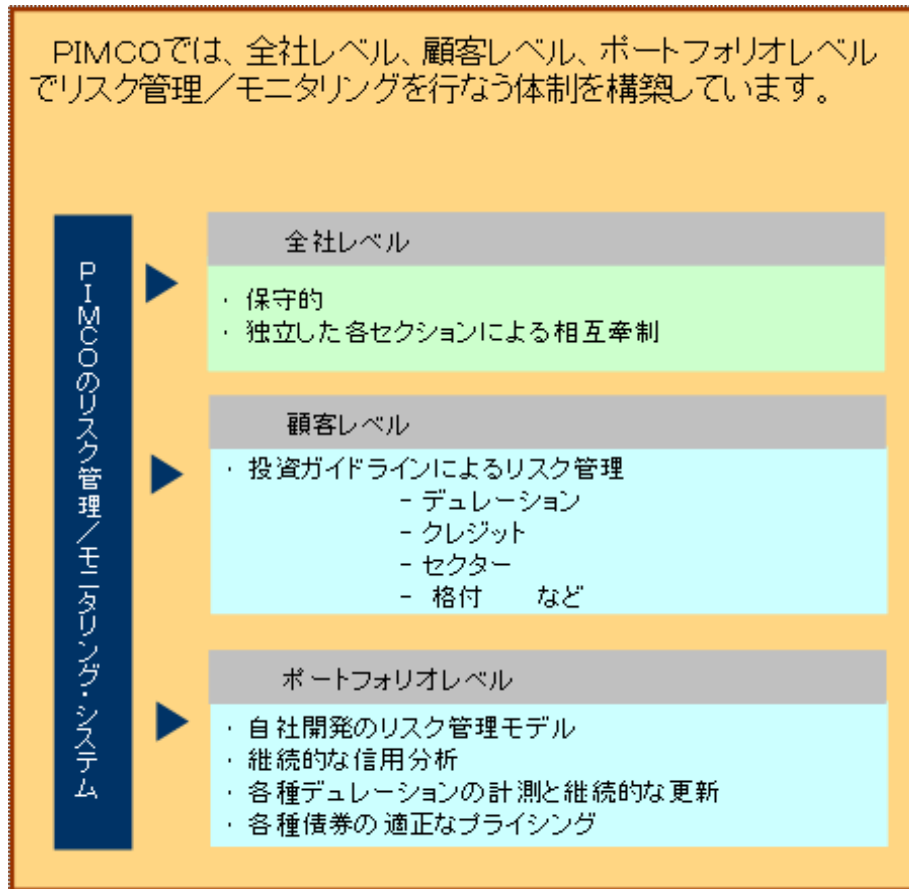 PIMCOでは、全社レベル、顧客レベル、ポートフォリオレベル
でリスク管理／モニタリングを行なう体制を構築しています。
PIMCOのリスク管理／モニタリング・システム
全社レベル
・ 保守的
・ 独立した各セクションによる相互牽制
顧客レベル
・ 投資ガイドラインによるリスク管理
－ デュレーション
－ クレジット
－ セクター
－ 格付　　など
ポートフォリオレベル
・ 自社開発のリスク管理モデル
・ 継続的な信用分析
・ 各種デュレーションの計測と継続的な更新
・ 各種債券の 適正なプライシング